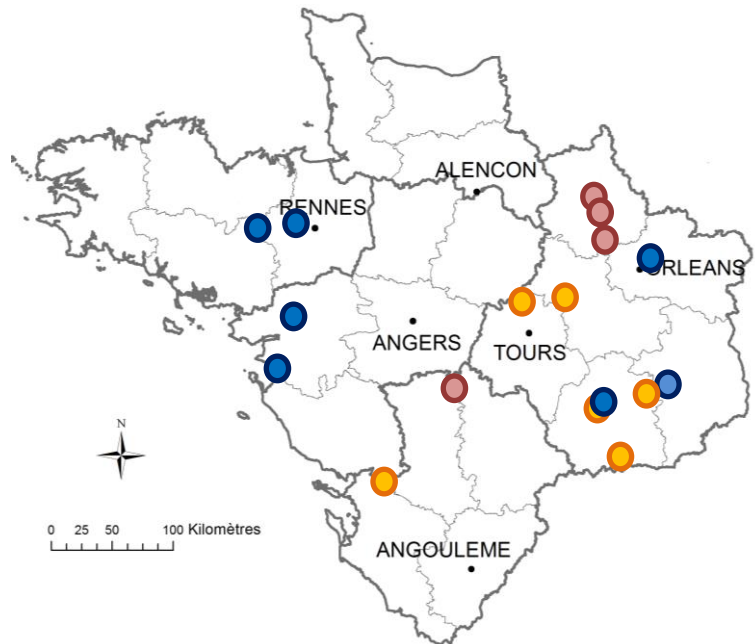 ALENCON
RENNES
ORLEANS
ANGERS
TOURS
N
0 25 50 100 Kilomètres
ANGOULEME